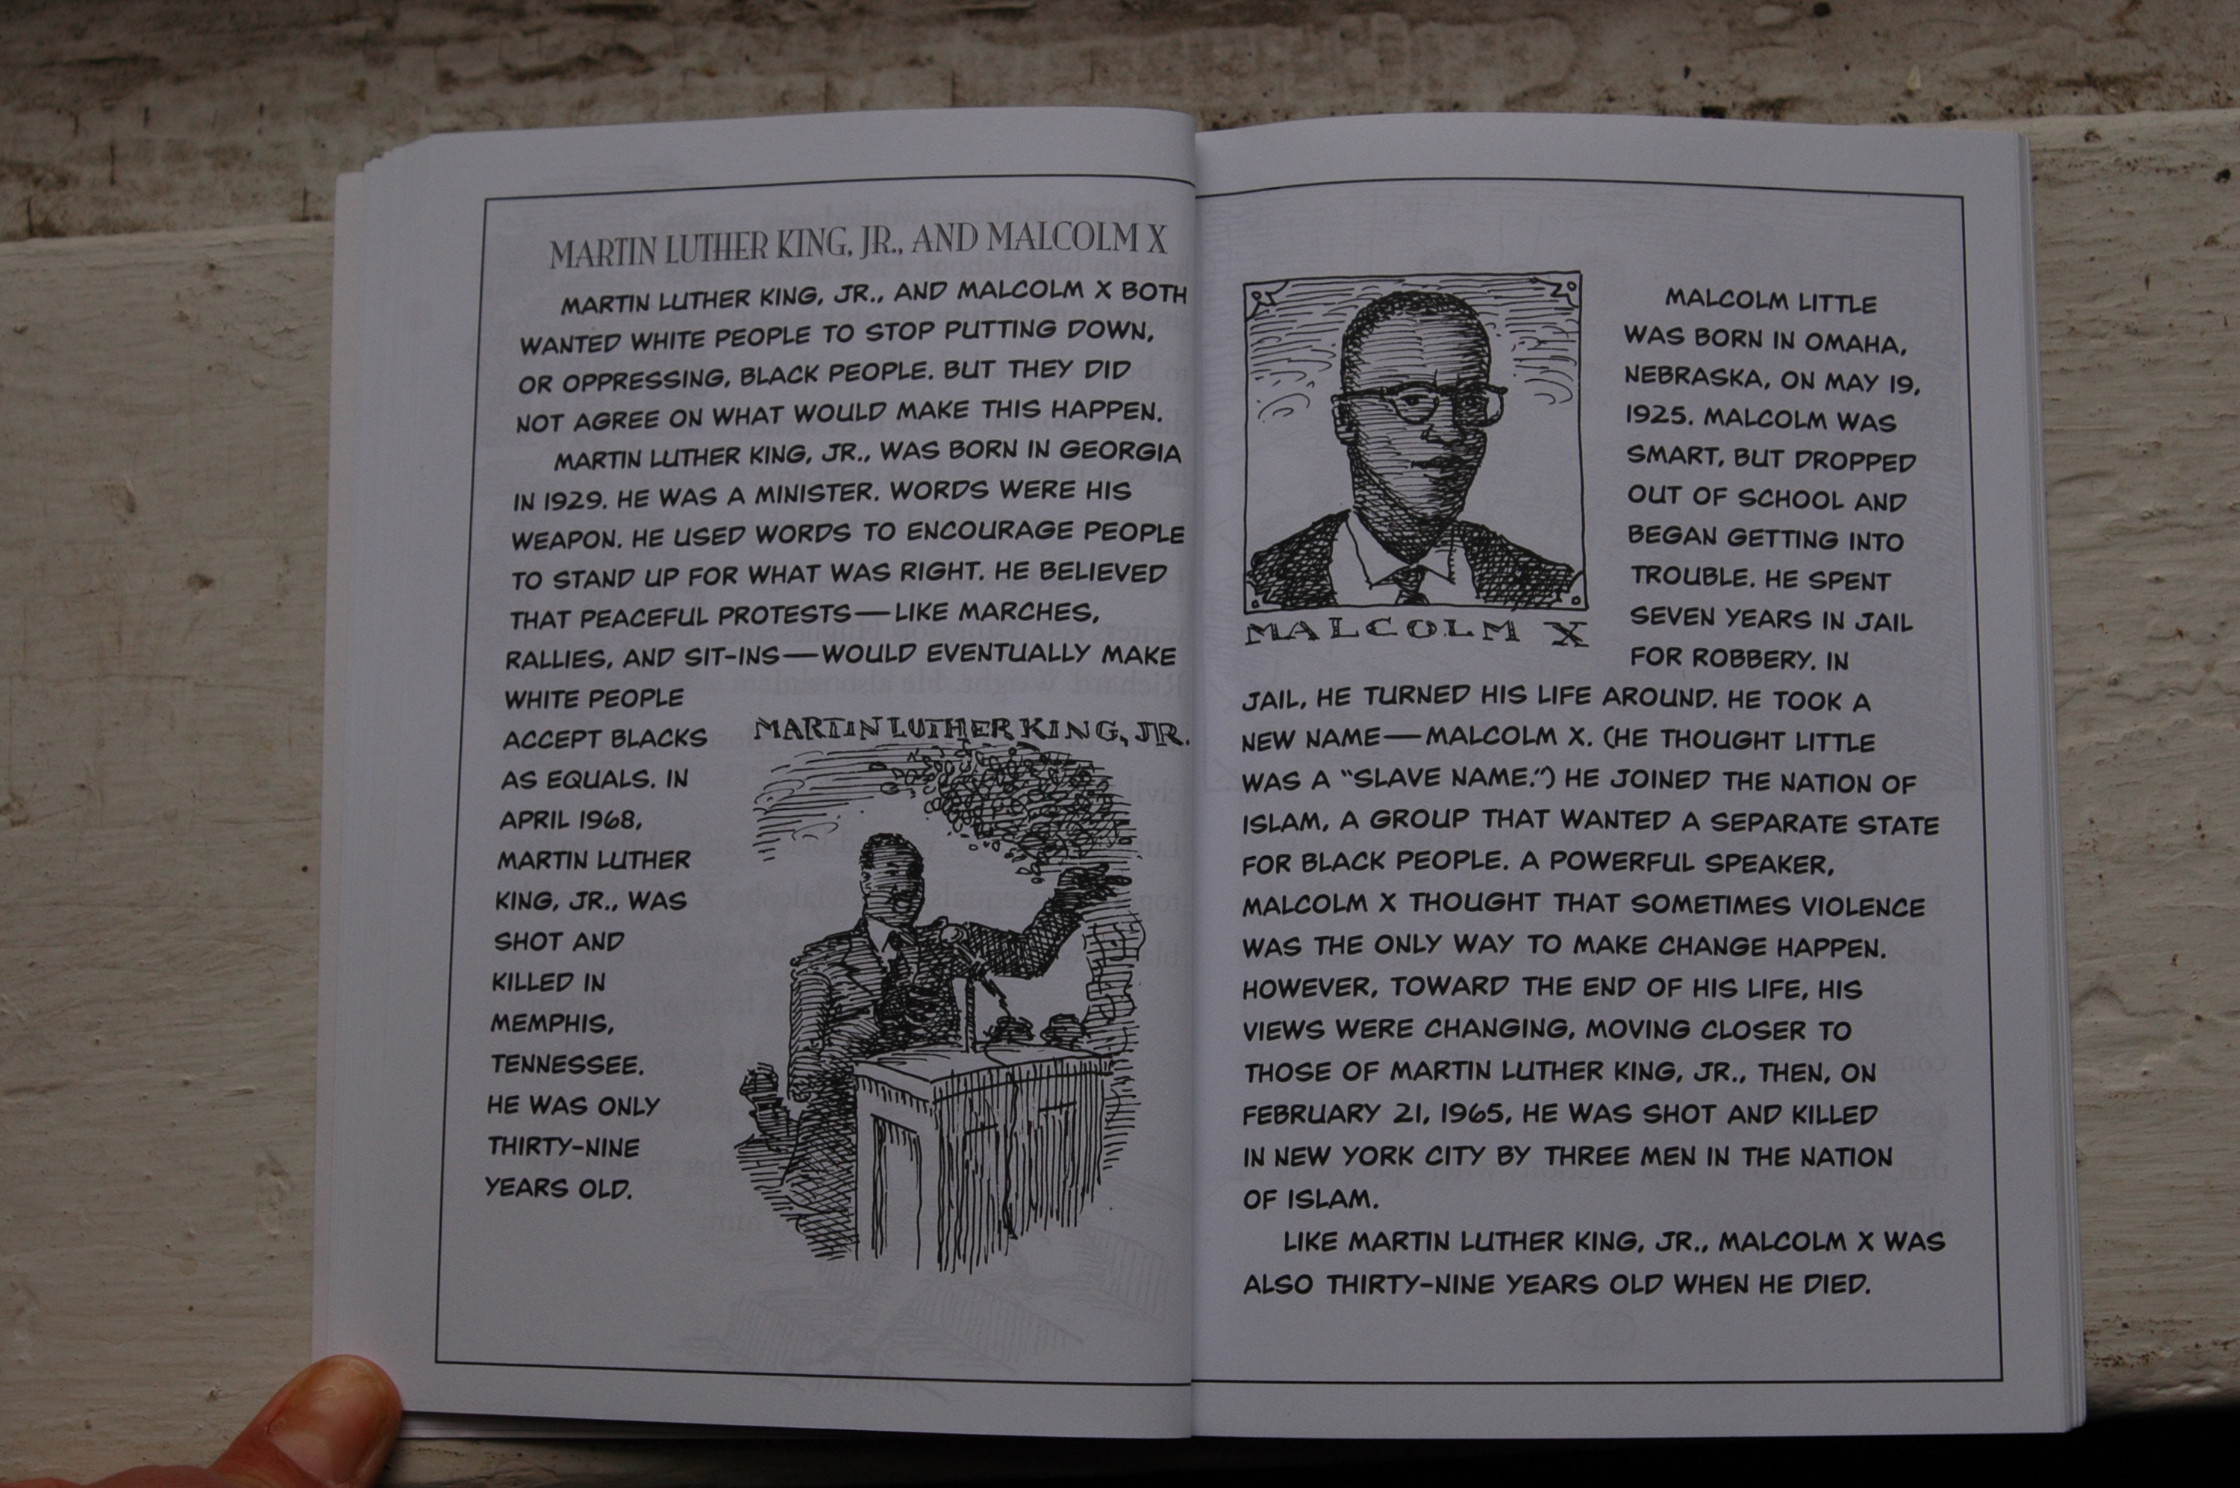 MARTIN LUTHER KING, JR., AND MALCOLM X
MARTIN LUTHER KING, JR., AND MALCOLM X BOTH
WANTED WHITE PEOPLE TO STOP PUTTING DOWN,
OR OPPRESSING, BLACK PEOPLE. BUT THEY DID
NOT AGREE ON WHAT WOULD MAKE THIS HAPPEN.
MARTIN LUTHER KING, JR., WAS BORN IN GEORGIA
IN 1929. HE WAS A MINISTER. WORDS WERE HIS
WEAPON. HE USED WORDS TO ENCOURAGE PEOPLE
TO STAND UP FOR WHAT WAS RIGHT. HE BELIEVED
THAT PEACEFUL PROTESTS—LIKE MARCHES,
RALLIES, AND SIT-INS—WOULD EVENTUALLY MAKE
WHITE PEOPLE
ACCEPT BLACKS
AS EQUALS. IN
APRIL 1968,
MARTIN LUTHER
KING, JR., WAS
SHOT AND
KILLED IN
MEMPHIS,
TENNESSEE.
HE WAS ONLY
THIRTY-NINE
YEARS OLD.
MARTIN LUTHER KING, JR.
MALCOLM X
MALCOLM LITTLE
WAS BORN IN OMAHA,
NEBRASKA, ON MAY 19,
1925. MALCOLM WAS
SMART, BUT DROPPED
OUT OF SCHOOL AND
BEGAN GETTING INTO
TROUBLE. HE SPENT
SEVEN YEARS IN JAIL
FOR ROBBERY. IN
JAIL, HE TURNED HIS LIFE AROUND. HE TOOK A
NEW NAME—MALCOLM X. (HE THOUGHT LITTLE
WAS A "SLAVE NAME.") HE JOINED THE NATION OF
ISLAM, A GROUP THAT WANTED A SEPARATE STATE
FOR BLACK PEOPLE. A POWERFUL SPEAKER,
MALCOLM X THOUGHT THAT SOMETIMES VIOLENCE
WAS THE ONLY WAY TO MAKE CHANGE HAPPEN.
HOWEVER, TOWARD THE END OF HIS LIFE, HIS
VIEWS WERE CHANGING, MOVING CLOSER TO
THOSE OF MARTIN LUTHER KING, JR., THEN, ON
FEBRUARY 21, 1965, HE WAS SHOT AND KILLED
IN NEW YORK CITY BY THREE MEN IN THE NATION
OF ISLAM.
LIKE MARTIN LUTHER KING, JR., MALCOLM X WAS
ALSO THIRTY-NINE YEARS OLD WHEN HE DIED.